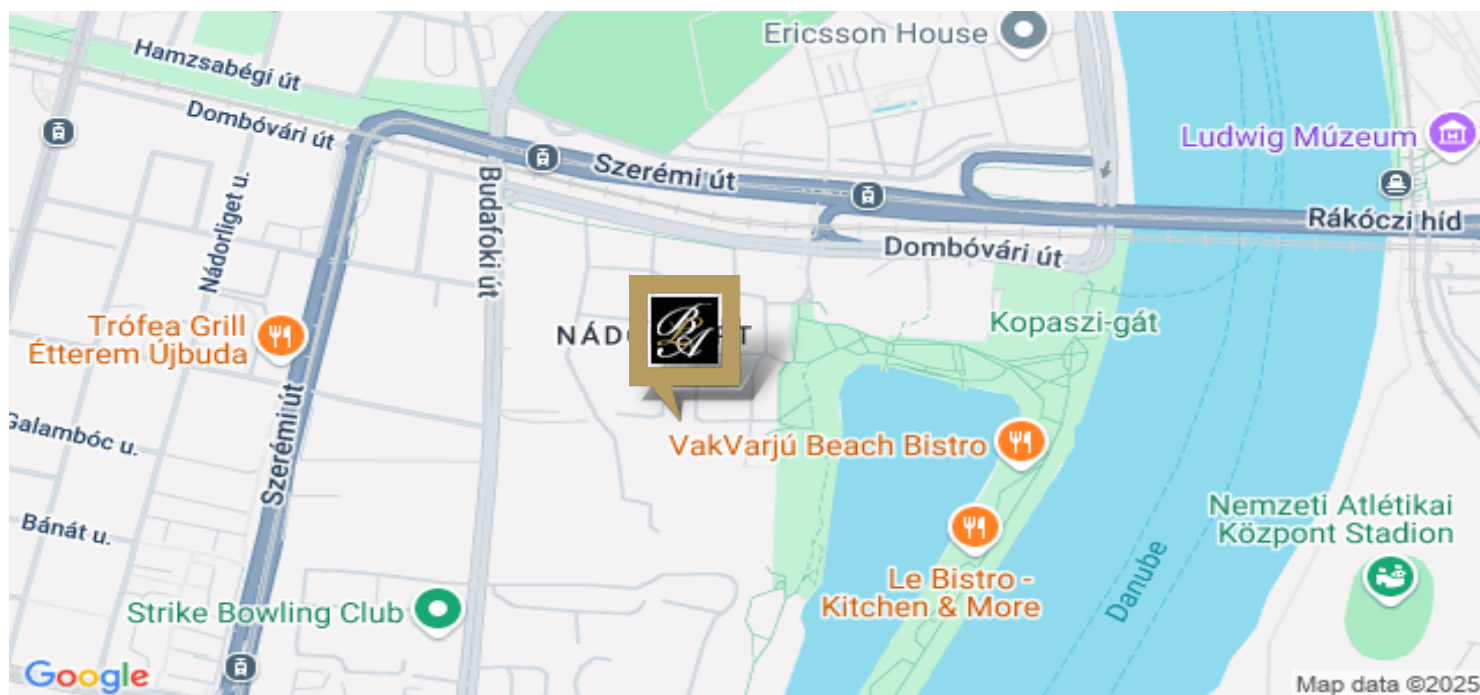 Ericsson House
Hamzsabégi út
Dombóvári út
Ludwig Múzeum
Szerémi út
Rákóczi híd
Budafoki út
Nádorliget u.
Dombóvári út
Kopaszi-gát
Trófea Grill
Étterem Újbuda
BLA
Szerémi út
Galambóc u.
VakVarjú Beach Bistro
Bánát u.
Nemzeti Atlétikai
Központ Stadion
Le Bistro -
Kitchen & More
Danube
Strike Bowling Club
Google
Map data ©2025